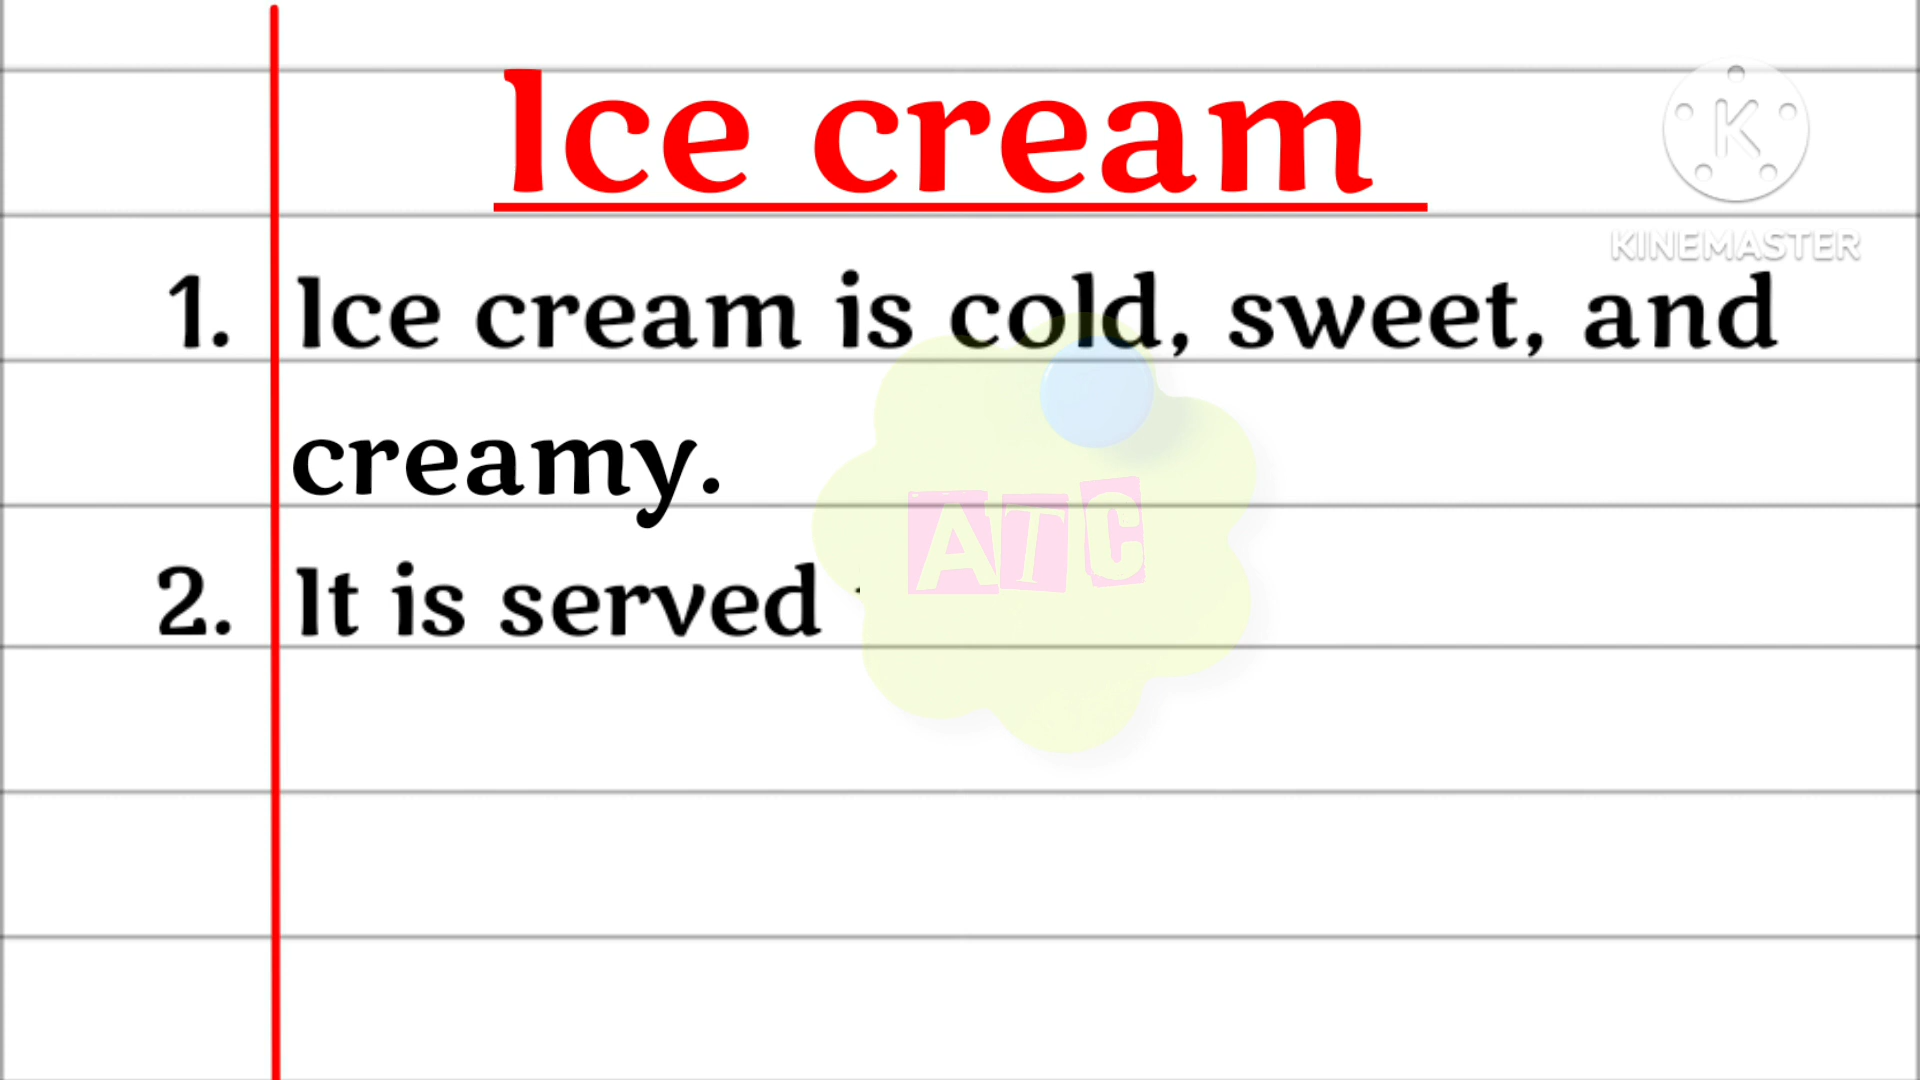 Ice cream
KINEMASTER
1. Ice cream is cold, sweet, and
creamy.
ATC
2. It is served